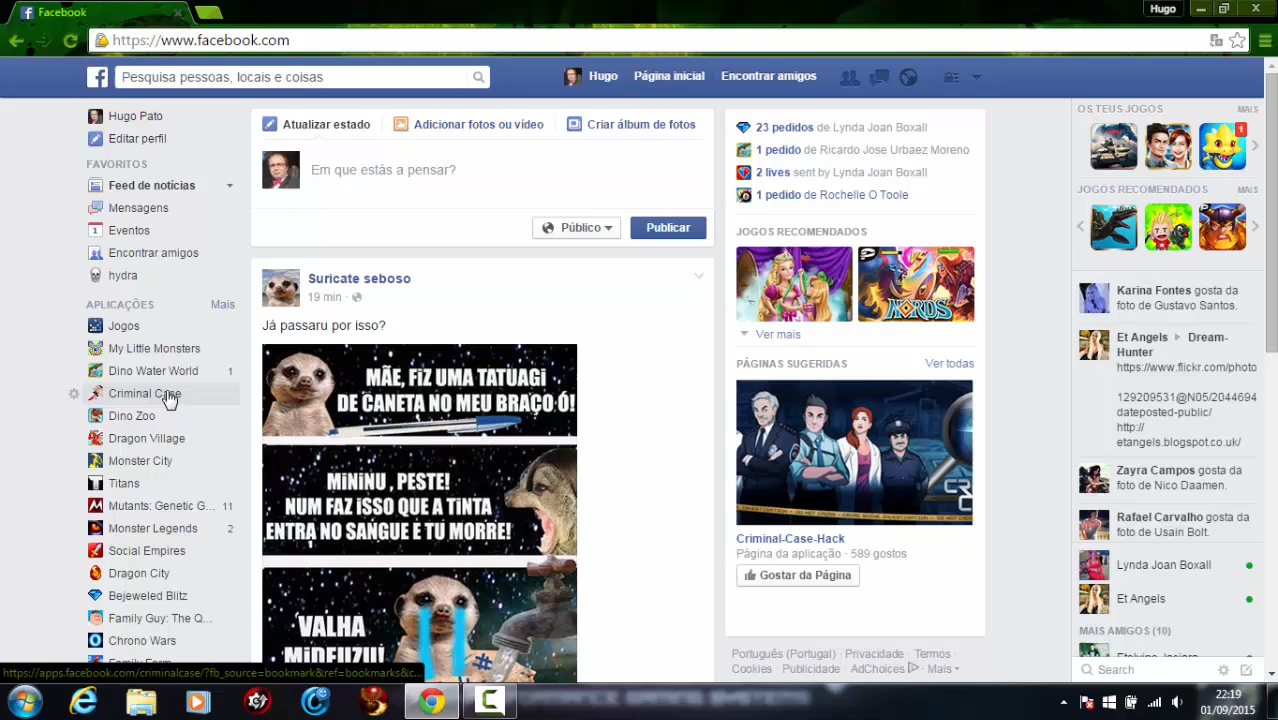 Facebook
Hugo
https://www.facebook.com
Pesquisa pessoas, locais e coisas
Hugo Página inicial Encontrar amigos
Hugo Pato
Editar perfil
FAVORITOS
Feed de notícias
Mensagens
1 Eventos
Encontrar amigos
hydra
APLICAÇÕES Mais
Jogos
My Little Monsters
Dino Water World 1
Criminal Case
Dino Zoo
Dragon Village
Monster City
Titans
Mutants: Genetic G... 11
Monster Legends 2
Social Empires
Dragon City
Bejeweled Blitz
Family Guy: The Q...
Chrono Wars
Family Farm
https://apps.facebook.com/criminalcase/?fb_source=bookmark&ref=bookmarks&c...
Atualizar estado Adicionar fotos ou vídeo Criar álbum de fotos
Em que estás a pensar?
Público Publicar
Suricate seboso
19 min ·
Já passaru por isso?
MÃE, FiZ UMA TATUAGi
DE CANETA NO MEU BRAÇO Ó!
MiNiNU , PESTE!
NUM FAZ iSSO QUE A TiNTA
ENTRA NO SANGUE E TU MORRE!
VALHA
MiDEUZIU
#
23 pedidos de Lynda Joan Boxall
1 pedido de Ricardo Jose Urbaez Moreno
2 lives sent by Lynda Joan Boxall
1 pedido de Rochelle O Toole
JOGOS RECOMENDADOS
VS
NORDS
Ver mais
PÁGINAS SUGERIDAS Ver todas
Criminal-Case-Hack
Página da aplicação · 589 gostos
Gostar da Página
Português (Portugal) · Privacidade · Termos ·
Cookies · Publicidade · AdChoices · Mais
OS TEUS JOGOS MAIS
1
JOGOS RECOMENDADOS MAIS
Karina Fontes gosta da
foto de Gustavo Santos.
Et Angels ▸ Dream-
Hunter
https://www.flickr.com/photo
129209531@N05/2044694
dateposted-public/
http://
etangels.blogspot.co.uk/
Zayra Campos gosta da
foto de Nico Daamen.
Rafael Carvalho gosta da
foto de Usain Bolt.
Lynda Joan Boxall
Et Angels
MAIS AMIGOS (10)
Search
22:19
01/09/2015